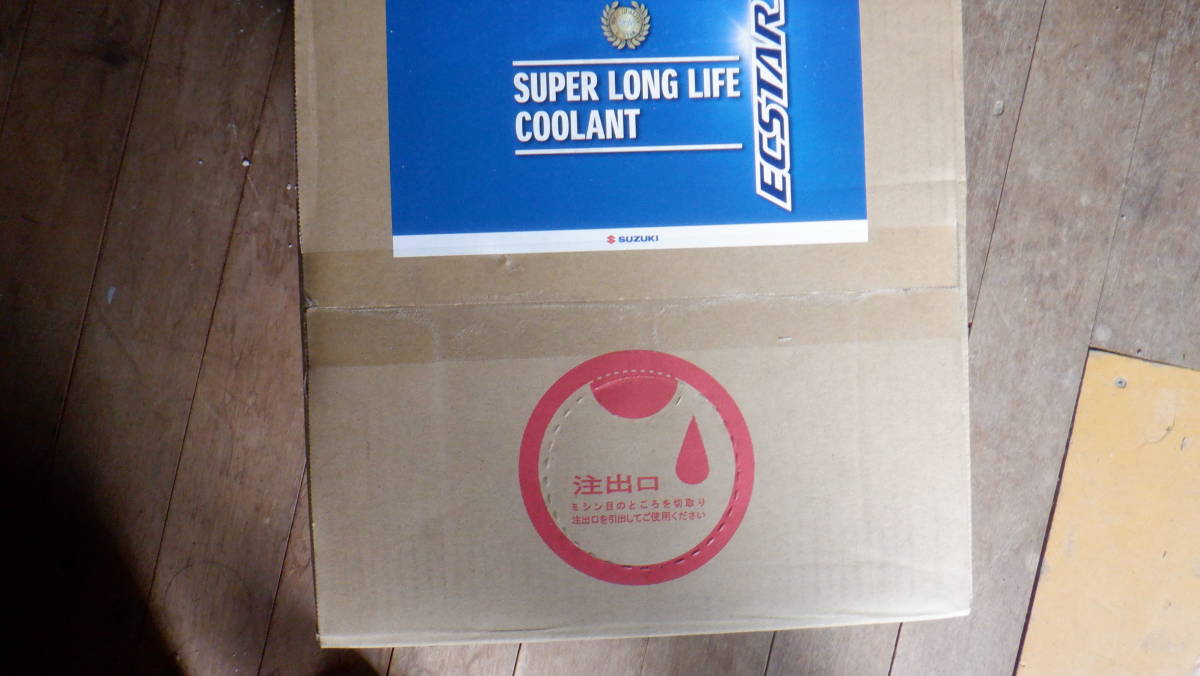 SUPER LONG LIFE
COOLANT
ECSTAR
SUZUKI
注出口
ミシン目のところを切取り
注出口を引出してご使用ください